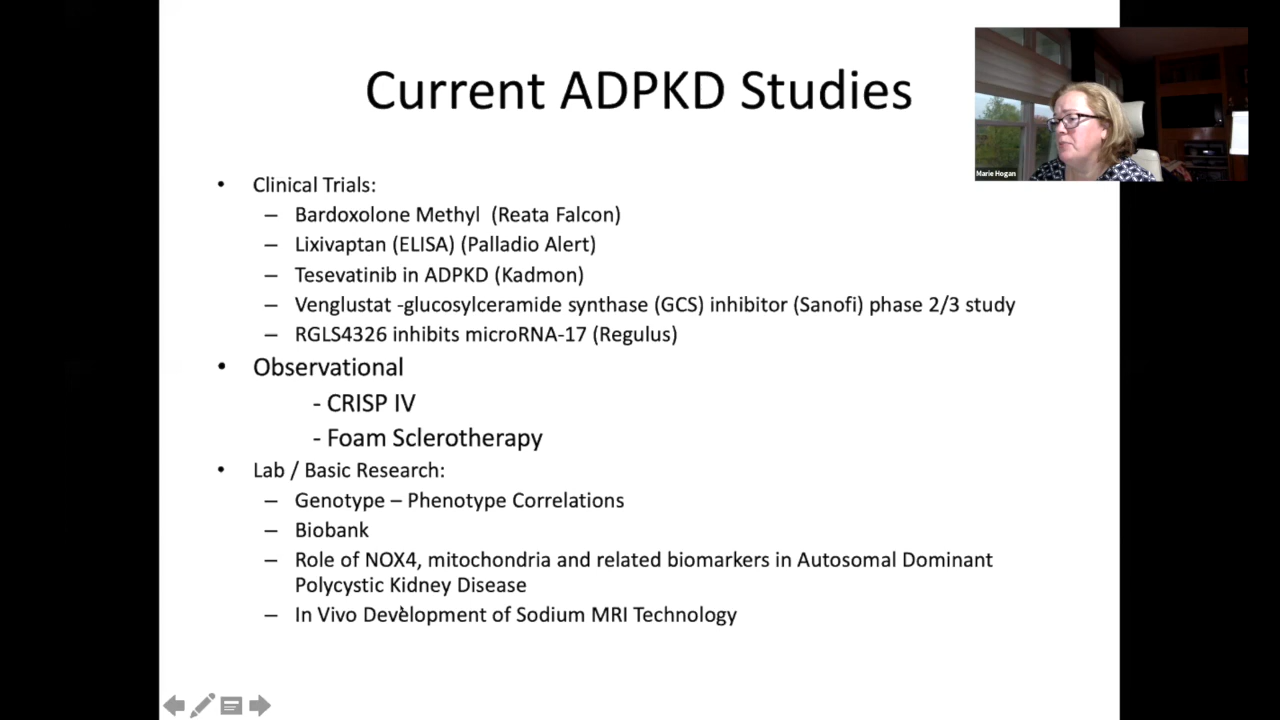 Current ADPKD Studies
Marie Hogan
• Clinical Trials:
– Bardoxolone Methyl (Reata Falcon)
– Lixivaptan (ELISA) (Palladio Alert)
– Tesevatinib in ADPKD (Kadmon)
– Venglustat -glucosylceramide synthase (GCS) inhibitor (Sanofi) phase 2/3 study
– RGLS4326 inhibits microRNA-17 (Regulus)
• Observational
- CRISP IV
- Foam Sclerotherapy
• Lab / Basic Research:
– Genotype – Phenotype Correlations
– Biobank
– Role of NOX4, mitochondria and related biomarkers in Autosomal Dominant
Polycystic Kidney Disease
– In Vivo Development of Sodium MRI Technology